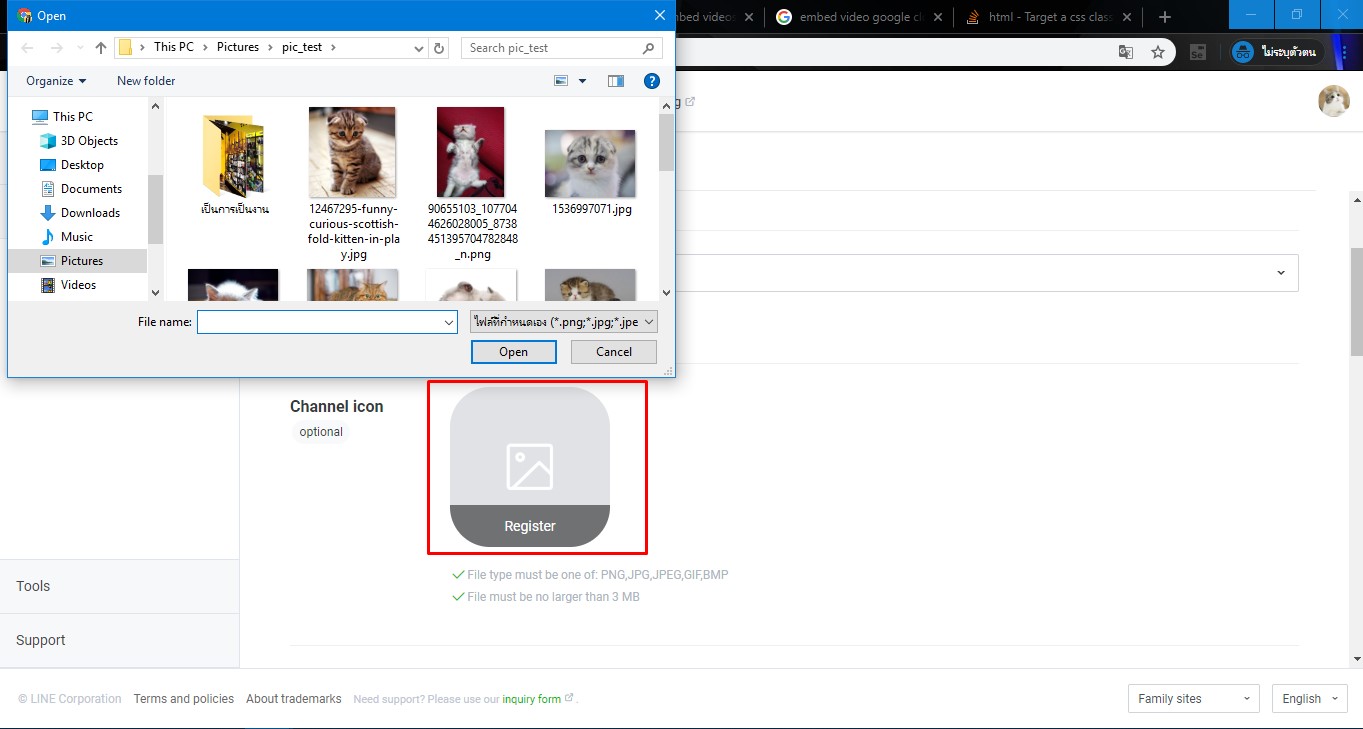 Open
embed videos
embed video google cl
html - Target a css class
This PC
Pictures
pic_test
Search pic_test
ไม่ระบุตัวตน
Organize
New folder
This PC
3D Objects
Desktop
Documents
Downloads
Music
Pictures
Videos
เป็นการเป็นงาน
12467295-funny-
curious-scottish-
fold-kitten-in-pla
y.jpg
90655103_107704
4626028005_8738
451395704782848
_n.png
1536997071.jpg
File name:
ไฟล์ที่กำหนดเอง (*.png;*.jpg;*.jpe
Open
Cancel
Channel icon
optional
Register
File type must be one of: PNG,JPG,JPEG,GIF,BMP
File must be no larger than 3 MB
Tools
Support
© LINE Corporation
Terms and policies
About trademarks
Need support? Please use our inquiry form .
Family sites
English